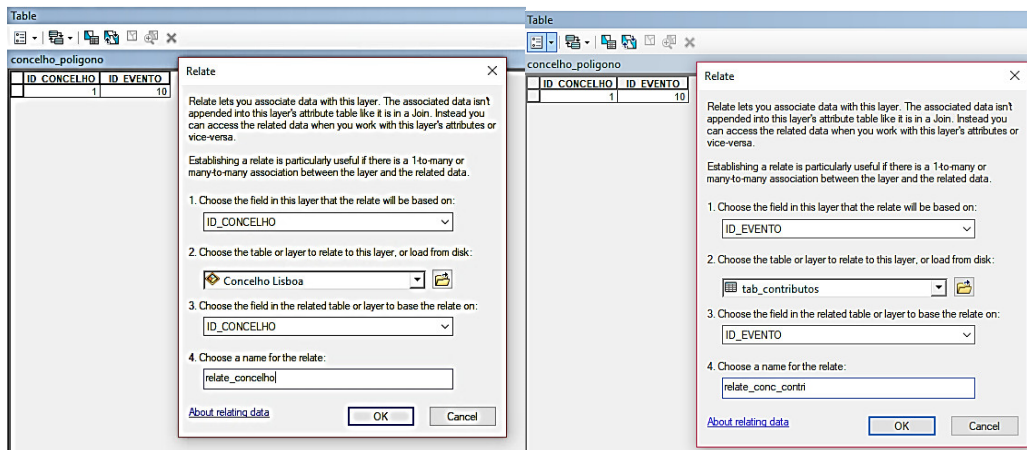 Table
concelho_poligono
ID_CONCELHO ID_EVENTO
1 10
Relate
Relate lets you associate data with this layer. The associated data isn't
appended into this layer's attribute table like it is in a Join. Instead you
can access the related data when you work with this layer's attributes or
vice-versa.
Establishing a relate is particularly useful if there is a 1-to-many or
many-to-many association between the layer and the related data.
1. Choose the field in this layer that the relate will be based on:
ID_CONCELHO
2. Choose the table or layer to relate to this layer, or load from disk:
Concelho Lisboa
3. Choose the field in the related table or layer to base the relate on:
ID_CONCELHO
4. Choose a name for the relate:
relate_concelho
About relating data
OK
Cancel
Table
concelho_poligono
ID_CONCELHO ID_EVENTO
1 10
Relate
Relate lets you associate data with this layer. The associated data isn't
appended into this layer's attribute table like it is in a Join. Instead you
can access the related data when you work with this layer's attributes or
vice-versa.
Establishing a relate is particularly useful if there is a 1-to-many or
many-to-many association between the layer and the related data.
1. Choose the field in this layer that the relate will be based on:
ID_EVENTO
2. Choose the table or layer to relate to this layer, or load from disk:
tab_contributos
3. Choose the field in the related table or layer to base the relate on:
ID_EVENTO
4. Choose a name for the relate:
relate_conc_contri
About relating data
OK
Cancel